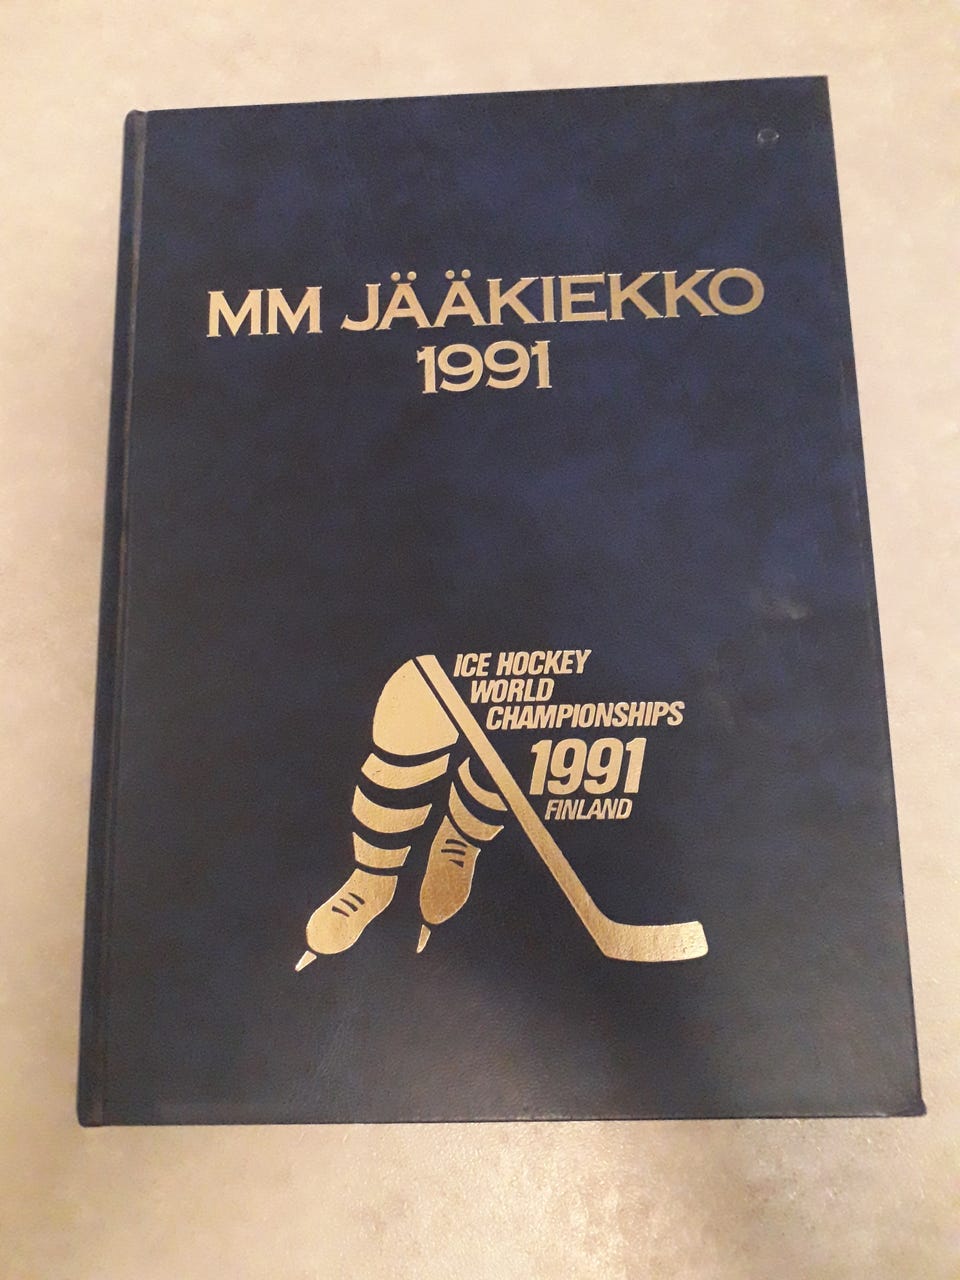 MM JÄÄKIEKKO
1991
ICE HOCKEY
WORLD
CHAMPIONSHIPS
1991
FINLAND